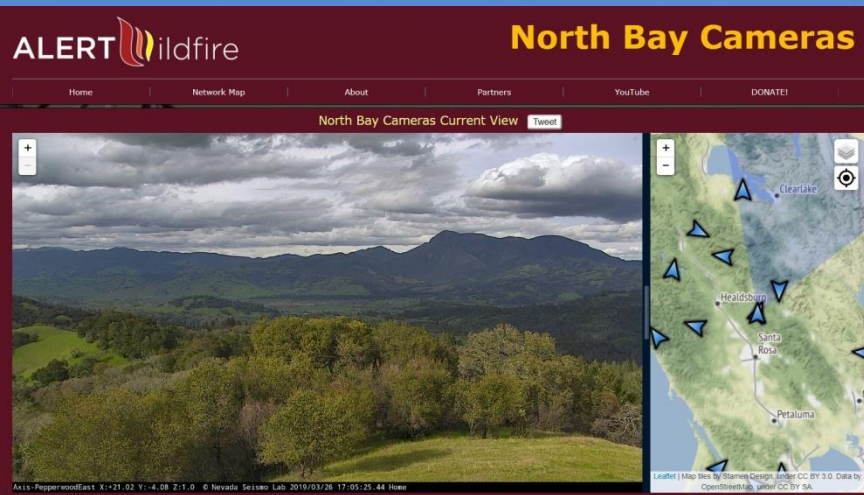 ALERTWildfire
North Bay Cameras
Home
Network Map
About
Partners
YouTube
DONATE!
North Bay Cameras Current View
Tweet
+
-
+
-
Clearlake
Healdsburg
Santa
Rosa
Petaluma
Axis-PepperwoodEast X:+21.02 Y:-4.08 Z:1.0 © Nevada Seismo Lab 2019/03/26 17:05:25.44 Home
Leaflet | Map tiles by Stamen Design, under CC BY 3.0. Data by
OpenStreetMap, under CC BY SA.